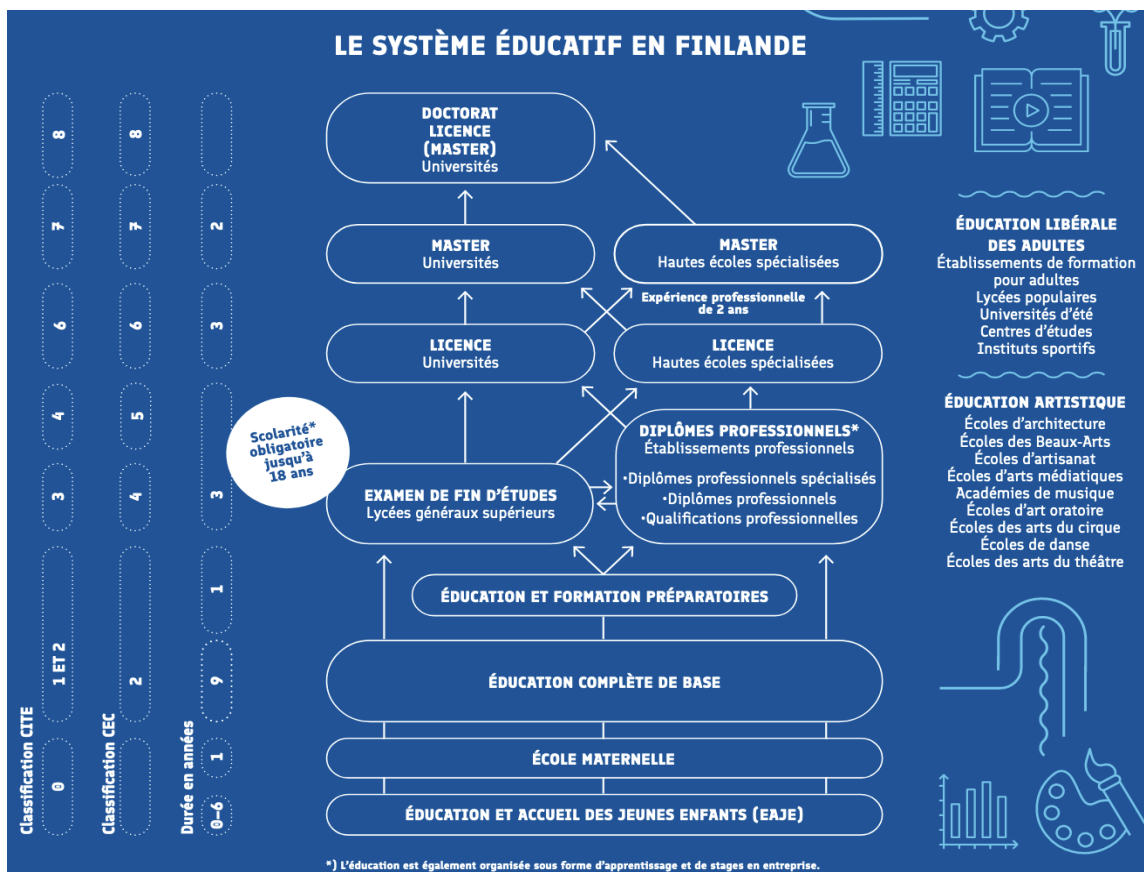 LE SYSTÈME ÉDUCATIF EN FINLANDE
Classification CITE
0
1 ET 2
3
4
6
7
8
Classification CEC
2
4
5
6
7
8
Durée en années
0–6
1
9
1
3
3
2
Scolarité*
obligatoire
jusqu'à
18 ans
DOCTORAT
LICENCE
(MASTER)
Universités
MASTER
Universités
MASTER
Hautes écoles spécialisées
Expérience professionnelle
de 2 ans
LICENCE
Universités
LICENCE
Hautes écoles spécialisées
DIPLÔMES PROFESSIONNELS*
Établissements professionnels
•Diplômes professionnels spécialisés
•Diplômes professionnels
•Qualifications professionnelles
EXAMEN DE FIN D'ÉTUDES
Lycées généraux supérieurs
ÉDUCATION ET FORMATION PRÉPARATOIRES
ÉDUCATION COMPLÈTE DE BASE
ÉCOLE MATERNELLE
ÉDUCATION ET ACCUEIL DES JEUNES ENFANTS (EAJE)
ÉDUCATION LIBÉRALE
DES ADULTES
Établissements de formation
pour adultes
Lycées populaires
Universités d'été
Centres d'études
Instituts sportifs
ÉDUCATION ARTISTIQUE
Écoles d'architecture
Écoles des Beaux-Arts
Écoles d'artisanat
Écoles d'arts médiatiques
Académies de musique
Écoles d'art oratoire
Écoles des arts du cirque
Écoles de danse
Écoles des arts du théâtre
*) L'éducation est également organisée sous forme d'apprentissage et de stages en entreprise.